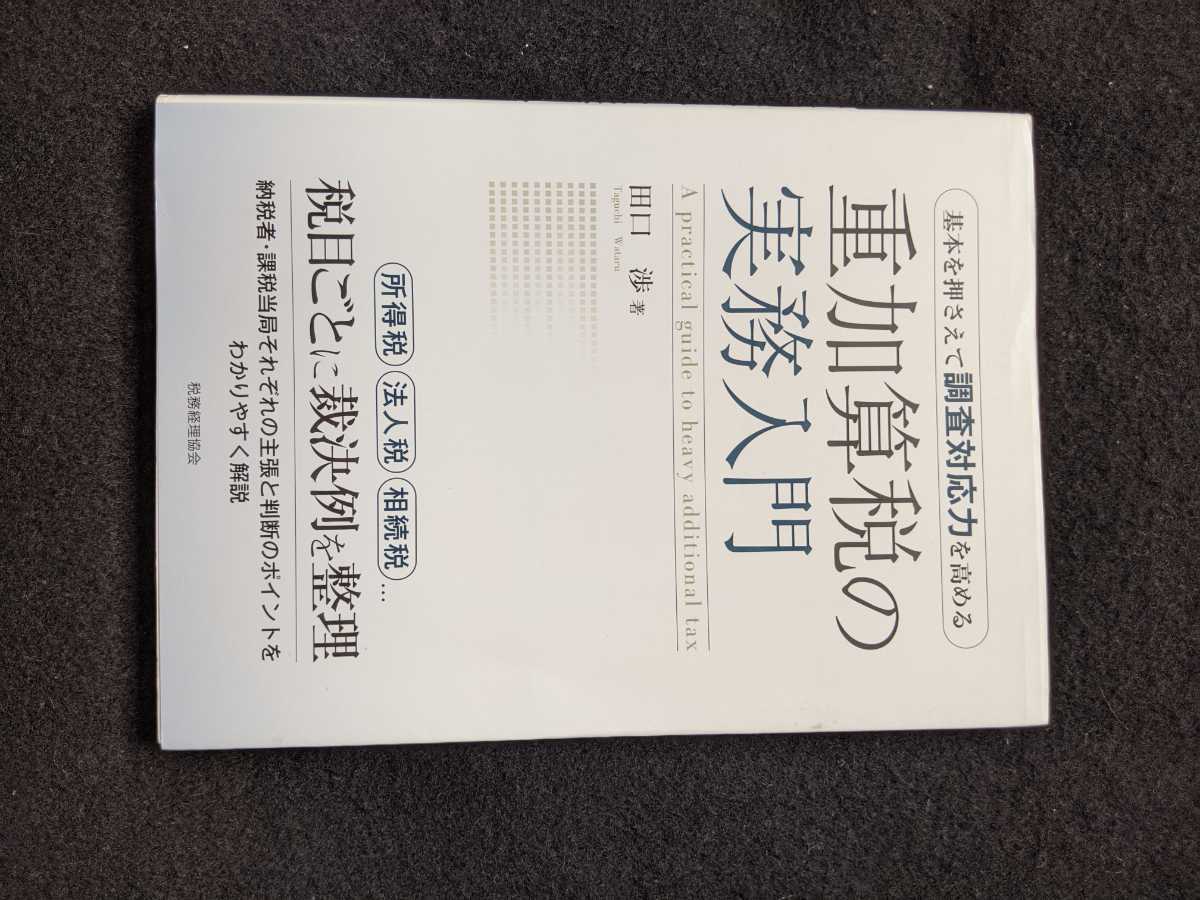 基本を押さえて調査対応力を高める
重加算税の
実務入門
A practical guide to heavy additional tax
田口 渉 著
Taguchi Wataru
所得税 法人税 相続税 …
税目ごとに裁決例を整理
納税者・課税当局それぞれの主張と判断のポイントを
わかりやすく解説
税務経理協会